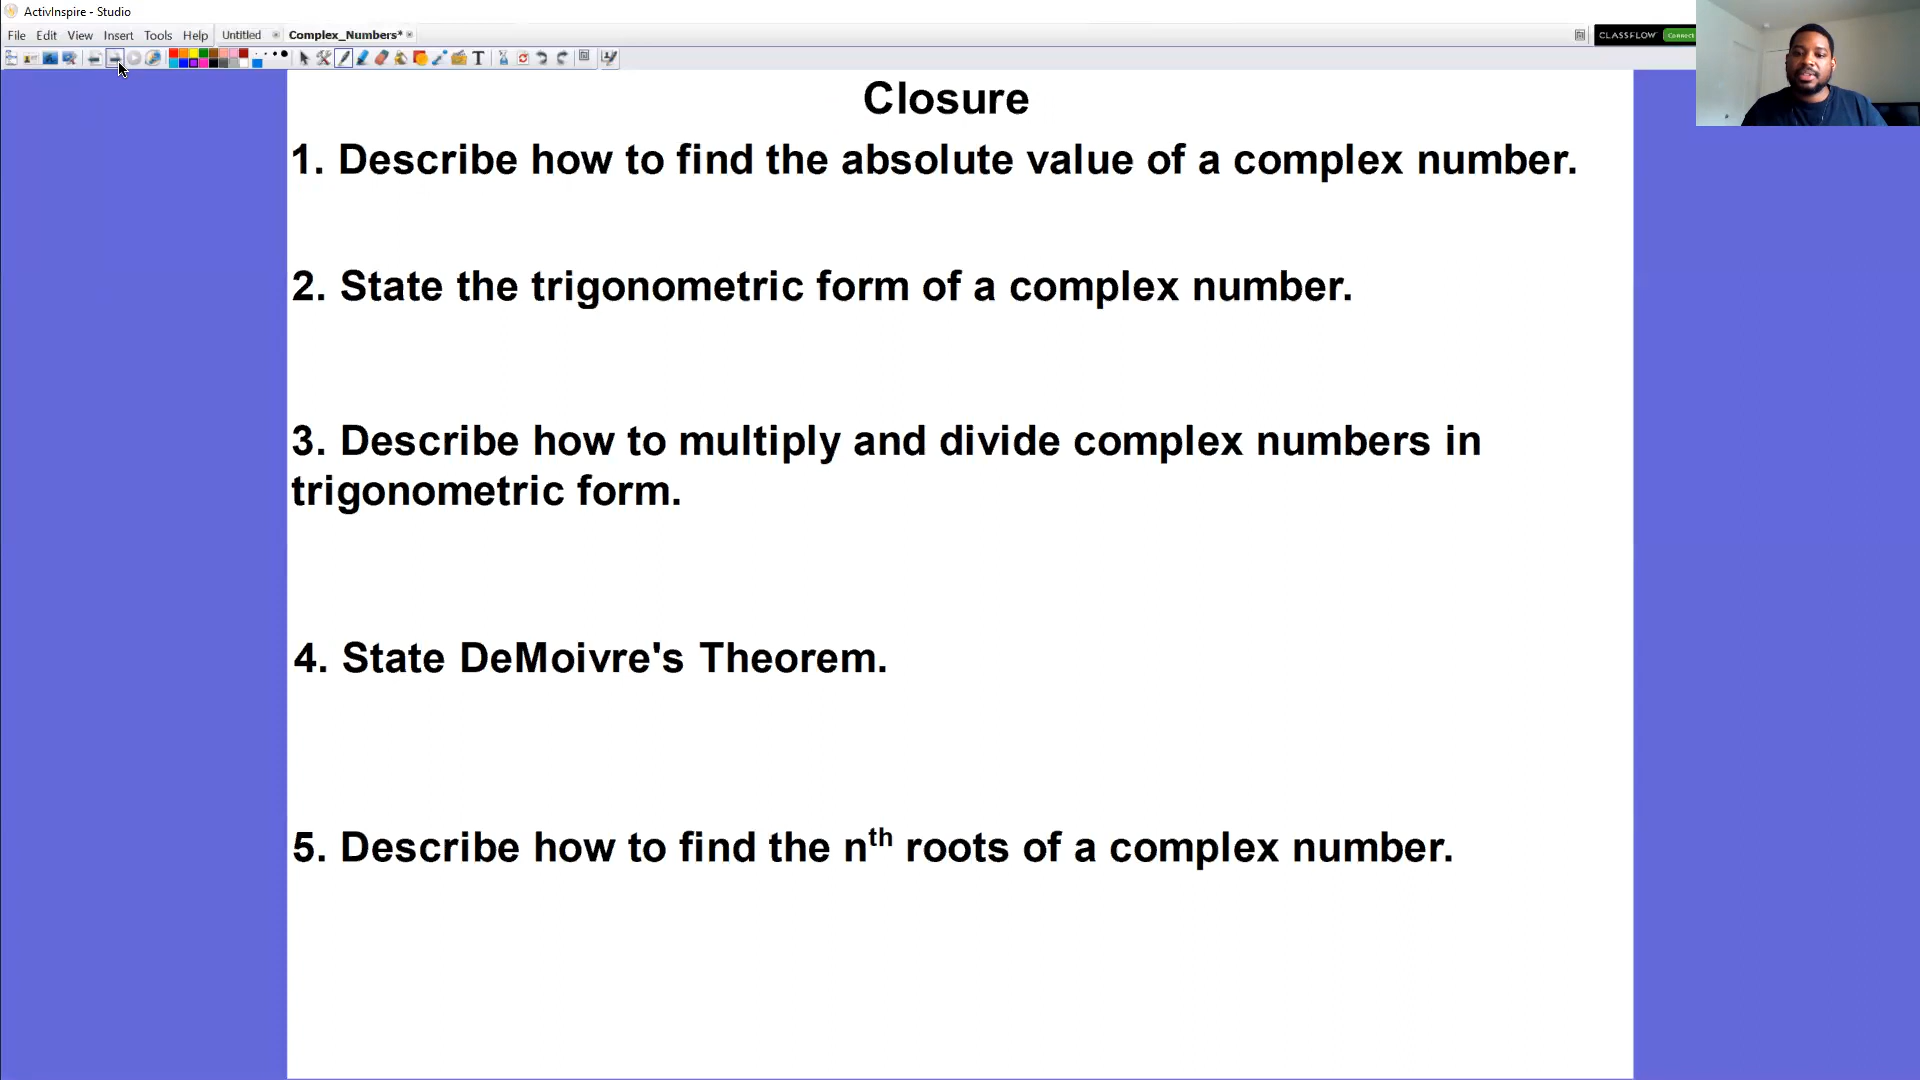 ActivInspire - Studio
File Edit View Insert Tools Help Untitled Complex_Numbers*
CLASSFLOW Connect
Closure
1. Describe how to find the absolute value of a complex number.
2. State the trigonometric form of a complex number.
3. Describe how to multiply and divide complex numbers in
trigonometric form.
4. State DeMoivre's Theorem.
5. Describe how to find the nth roots of a complex number.